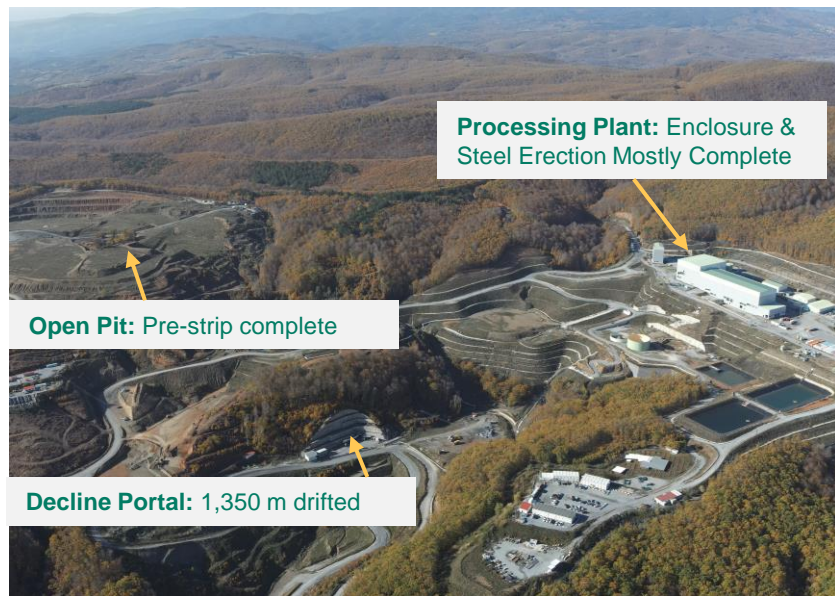 Processing Plant: Enclosure &
Steel Erection Mostly Complete
Open Pit: Pre-strip complete
Decline Portal: 1,350 m drifted